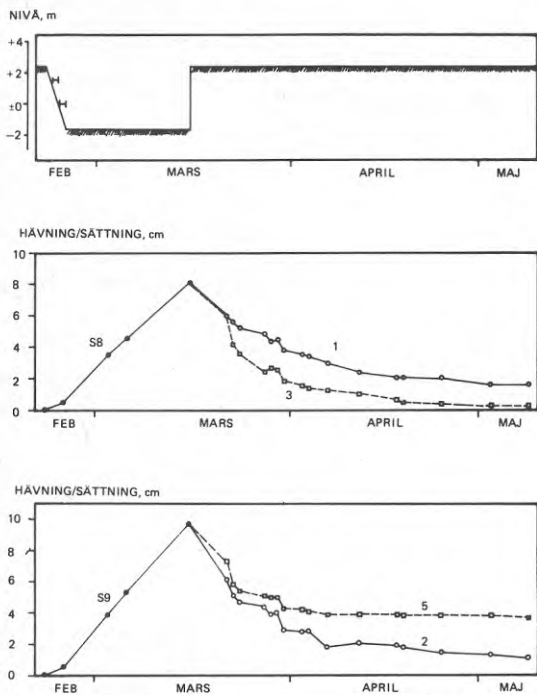 NIVÅ, m
+4
+2
±0
−2
FEB MARS APRIL MAJ
HÄVNING/SÄTTNING, cm
10
8
6
4
2
0
S8
1
3
FEB MARS APRIL MAJ
HÄVNING/SÄTTNING, cm
10
8
6
4
2
0
S9
5
2
FEB MARS APRIL MAJ